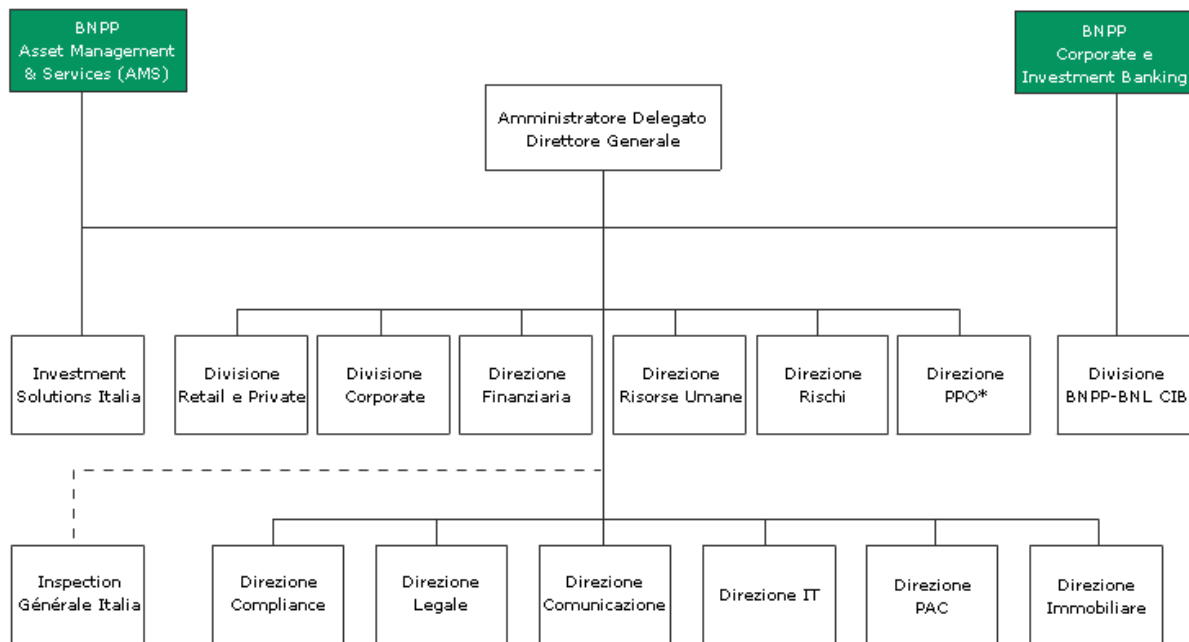 BNPP
Asset Management
& Services (AMS)
BNPP
Corporate e
Investment Banking
Amministratore Delegato
Direttore Generale
Investment
Solutions Italia
Divisione
Retail e Private
Divisione
Corporate
Direzione
Finanziaria
Direzione
Risorse Umane
Direzione
Rischi
Direzione
PPO*
Divisione
BNPP-BNL CIB
Inspection
Générale Italia
Direzione
Compliance
Direzione
Legale
Direzione
Comunicazione
Direzione IT
Direzione
PAC
Direzione
Immobiliare